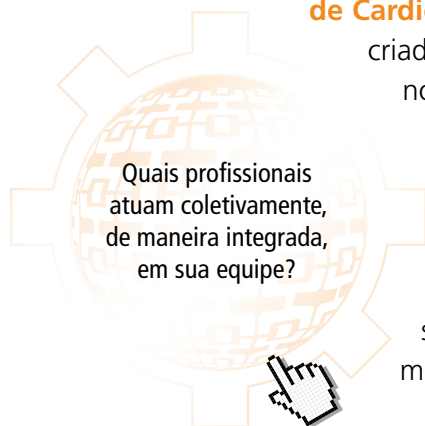 de Cardi
criad
no
Quais profissionais
atuam coletivamente,
de maneira integrada,
em sua equipe?
s
m